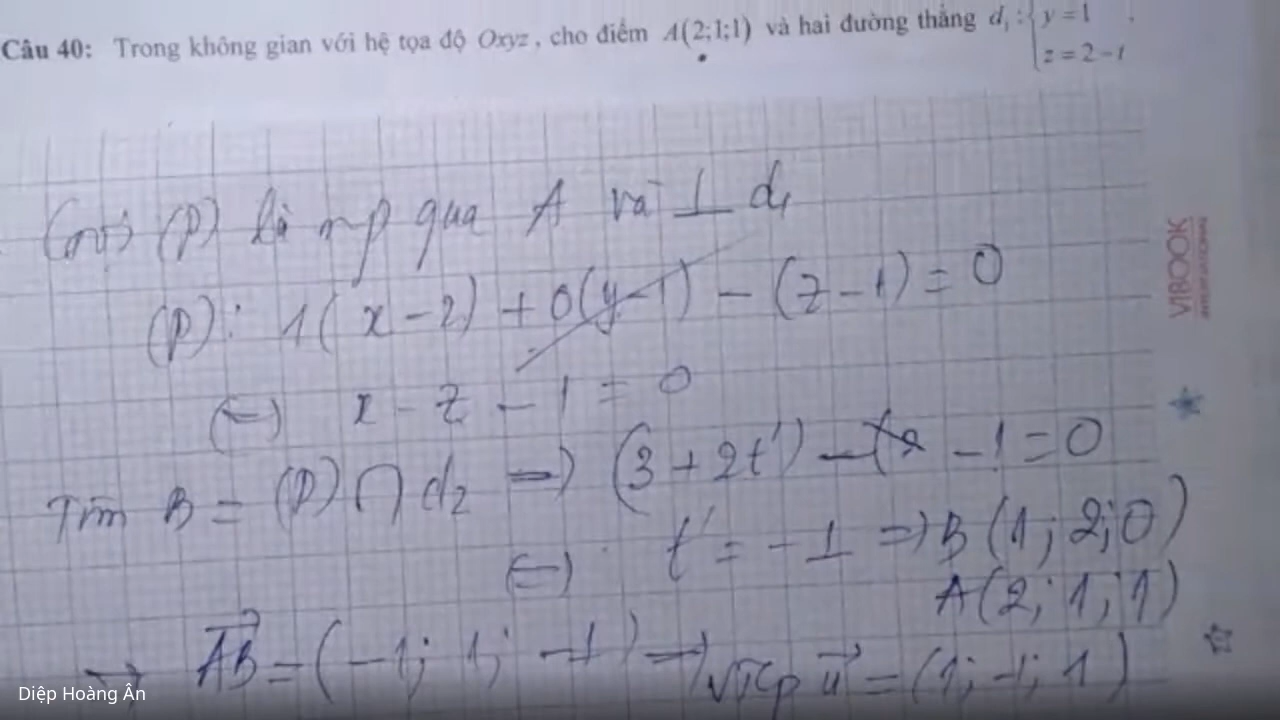 Câu 40: Trong không gian với hệ tọa độ Oxyz, cho điểm A(2;1;1) và hai đường thẳng d₁: { y = 1
z = 2 - t
Gọi (P) là mp qua A và ⊥ d₁
(P): 1(x - 2) + 0(y - 1) - (z - 1) = 0
(=) x - z - 1 = 0
Tìm B = (P) ∩ d₂ =) (3 + 2t') - - 1 = 0
(=) t' = -1 =) B(1; 2; 0)
A(2; 1; 1)
AB = (-1; 1; -1) → VTCP u = (1; -1; 1)
VIBOOK
Diệp Hoàng Ân